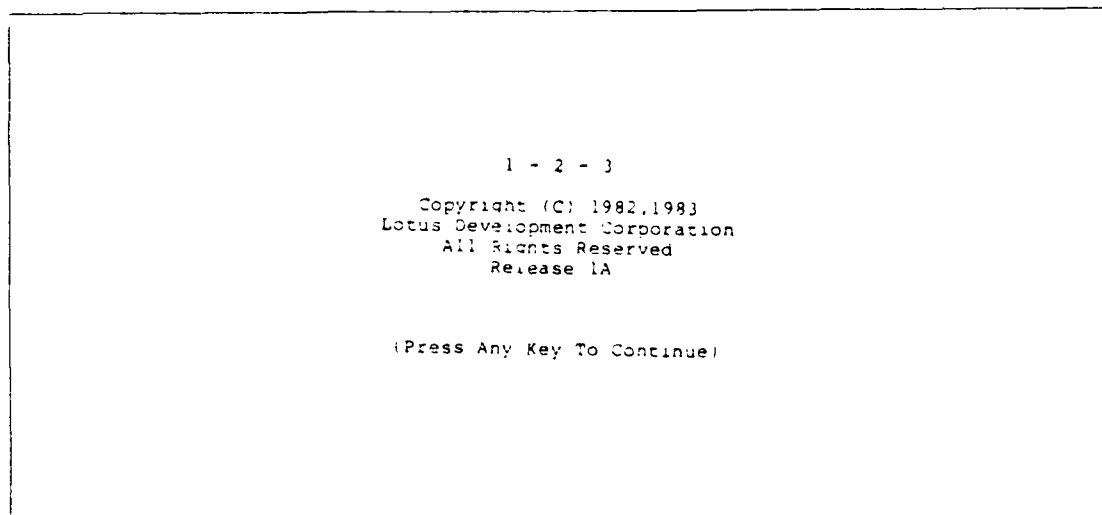 1 - 2 - 3
Copyright (C) 1982,1983
Lotus Development Corporation
All Rights Reserved
Release 1A
(Press Any Key To Continue)